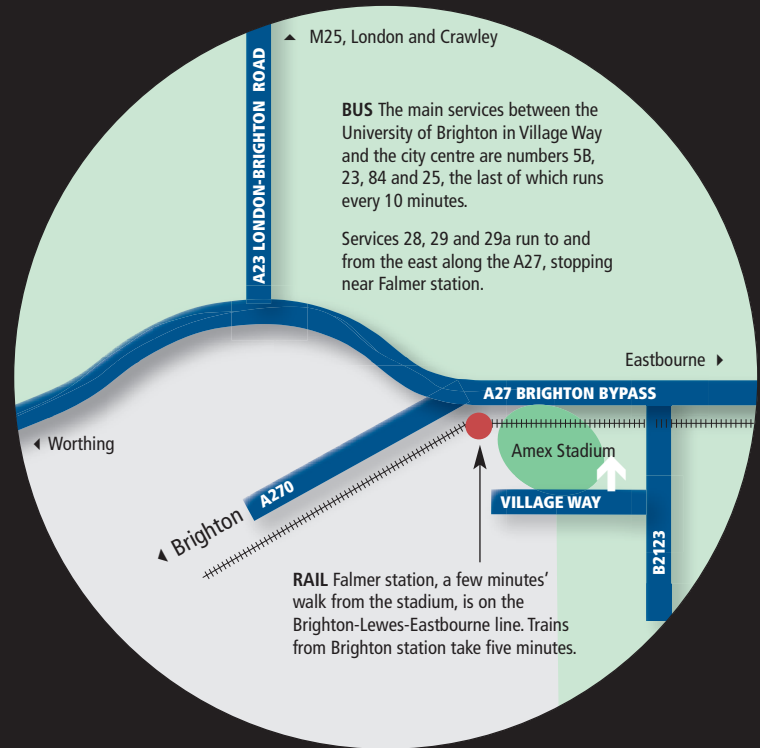 M25, London and Crawley
A23 LONDON-BRIGHTON ROAD
BUS The main services between the
University of Brighton in Village Way
and the city centre are numbers 5B,
23, 84 and 25, the last of which runs
every 10 minutes.
Services 28, 29 and 29a run to and
from the east along the A27, stopping
near Falmer station.
Eastbourne
A27 BRIGHTON BYPASS
Worthing
Amex Stadium
A270
VILLAGE WAY
Brighton
B2123
RAIL Falmer station, a few minutes’
walk from the stadium, is on the
Brighton-Lewes-Eastbourne line. Trains
from Brighton station take five minutes.